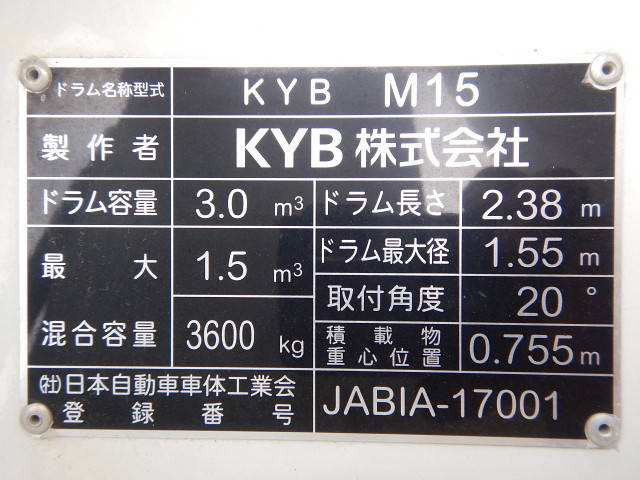 ドラム名称型式 KYB M15
製作者 KYB株式会社
ドラム容量 3.0 m³ ドラム長さ 2.38 m
最大 1.5 m³ ドラム最大径 1.55 m
取付角度 20 °
混合容量 3600 kg 積載物
重心位置 0.755 m
㈳日本自動車車体工業会
登録番号 JABIA-17001